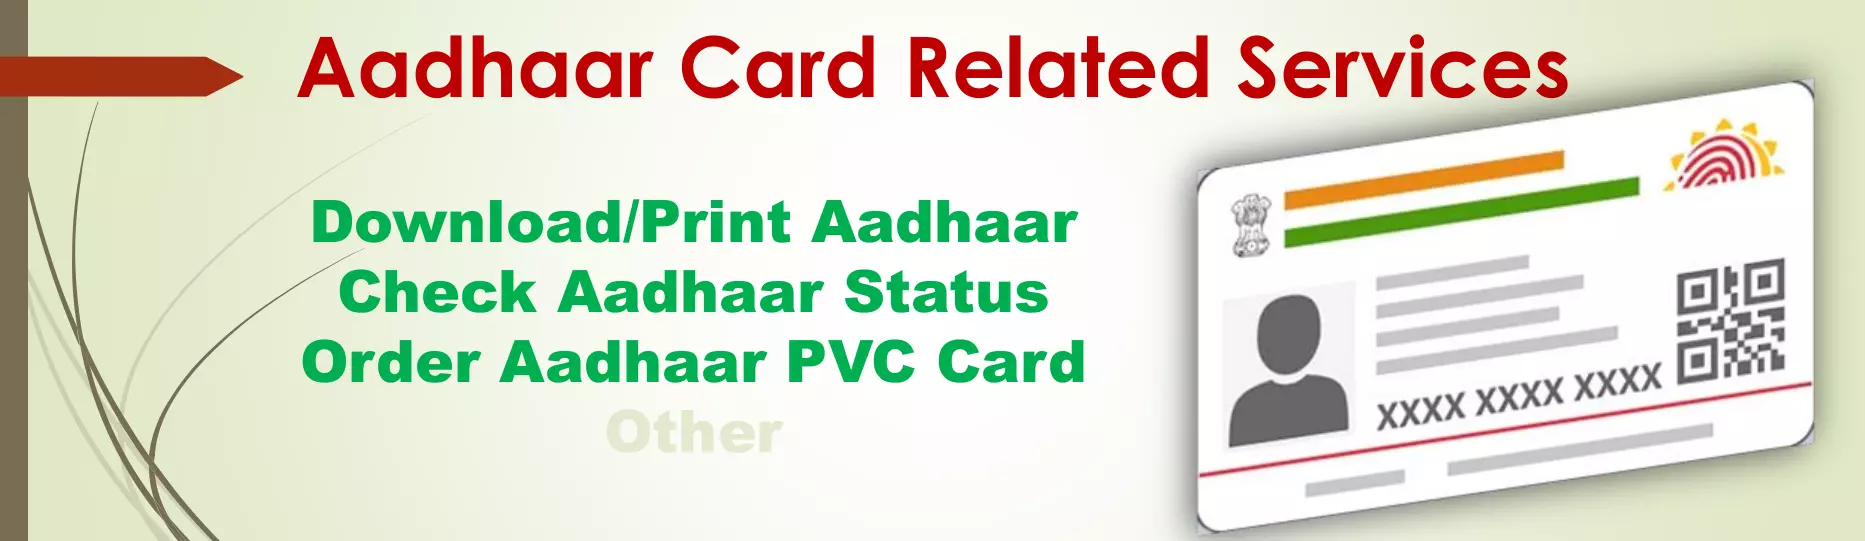 Aadhaar Card Related Services
Download/Print Aadhaar
Check Aadhaar Status
Order Aadhaar PVC Card
Other
XXXX XXXX XXXX